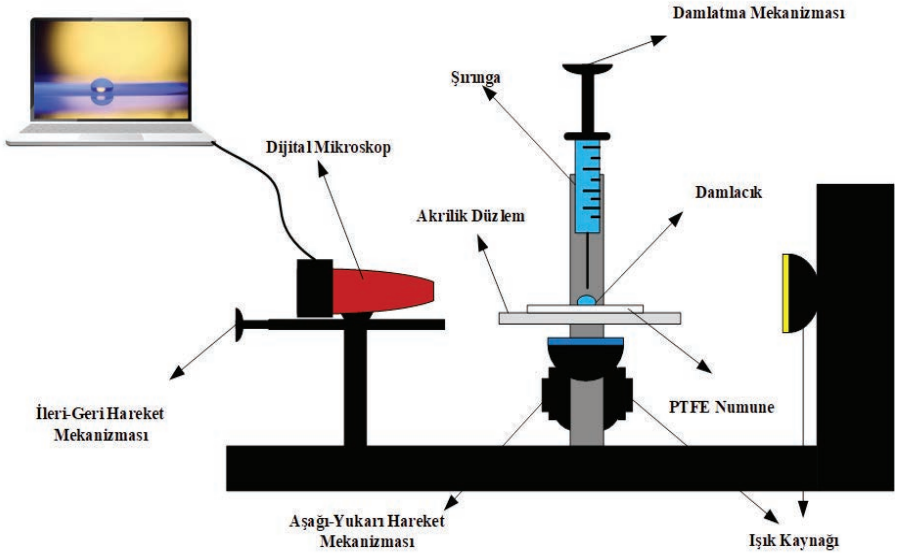 Damlatma Mekanizması
Şırınga
Dijital Mikroskop
Damlacık
Akrilik Düzlem
İleri-Geri Hareket
Mekanizması
PTFE Numune
Aşağı-Yukarı Hareket
Mekanizması
Işık Kaynağı